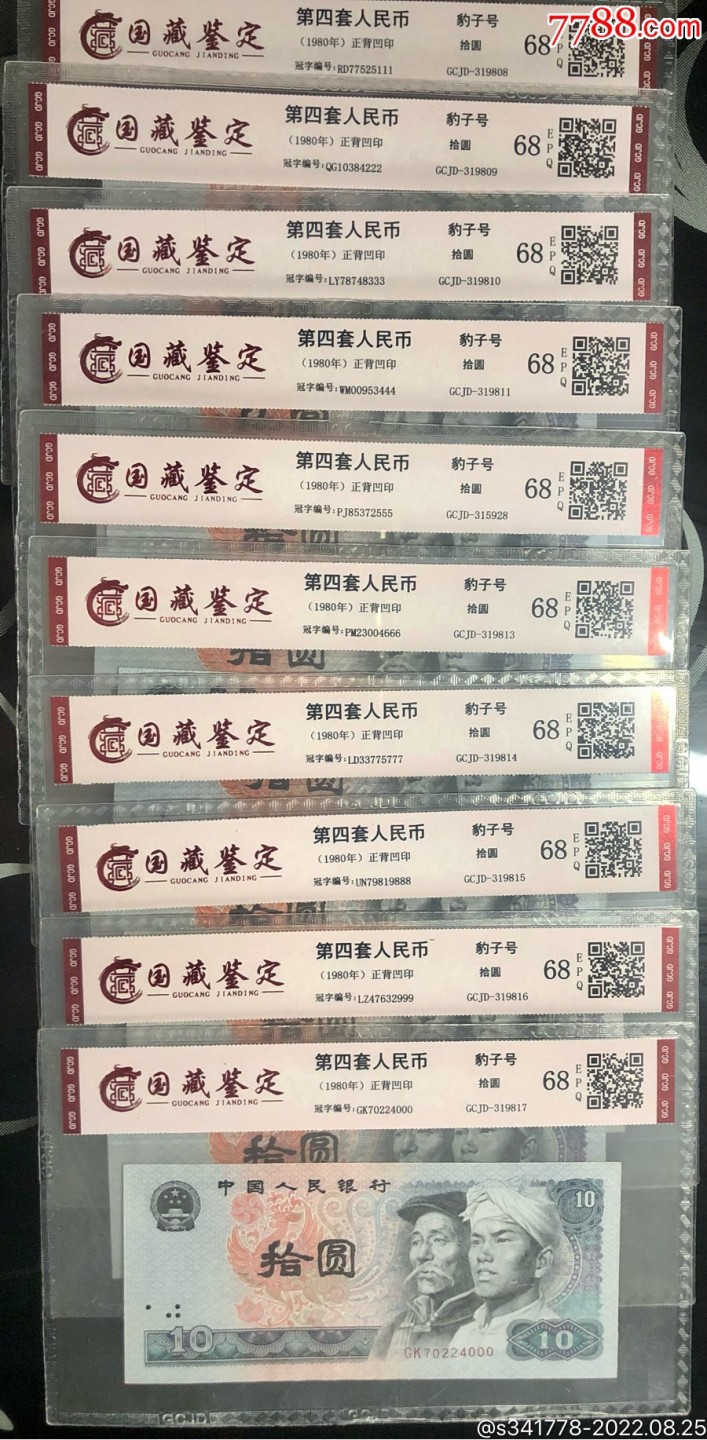 7788.com
国藏鉴定
GUOCANG JIANDING
第四套人民币 豹子号
(1980年) 正背凹印 拾圆
冠字编号:RD77525111 GCJD-319808
68 EPQ
国藏鉴定
GUOCANG JIANDING
第四套人民币 豹子号
(1980年) 正背凹印 拾圆
冠字编号:QG10384222 GCJD-319809
68 EPQ
国藏鉴定
GUOCANG JIANDING
第四套人民币 豹子号
(1980年) 正背凹印 拾圆
冠字编号:LY78748333 GCJD-319810
68 EPQ
国藏鉴定
GUOCANG JIANDING
第四套人民币 豹子号
(1980年) 正背凹印 拾圆
冠字编号:WM00953444 GCJD-319811
68 EPQ
国藏鉴定
GUOCANG JIANDING
第四套人民币 豹子号
(1980年) 正背凹印 拾圆
冠字编号:PJ85372555 GCJD-315928
68 EPQ
国藏鉴定
GUOCANG JIANDING
第四套人民币 豹子号
(1980年) 正背凹印 拾圆
冠字编号:PM23004666 GCJD-319813
68 EPQ
拾圆
国藏鉴定
GUOCANG JIANDING
第四套人民币 豹子号
(1980年) 正背凹印 拾圆
冠字编号:LD33775777 GCJD-319814
68 EPQ
国藏鉴定
GUOCANG JIANDING
第四套人民币 豹子号
(1980年) 正背凹印 拾圆
冠字编号:UN79819888 GCJD-319815
68 EPQ
国藏鉴定
GUOCANG JIANDING
第四套人民币 豹子号
(1980年) 正背凹印 拾圆
冠字编号:LZ47632999 GCJD-319816
68 EPQ
国藏鉴定
GUOCANG JIANDING
第四套人民币 豹子号
(1980年) 正背凹印 拾圆
冠字编号:GK70224000 GCJD-319817
68 EPQ
拾圆
中国人民银行
10
拾圆
10
GK70224000
10
GCJD
@s341778-2022.08.25